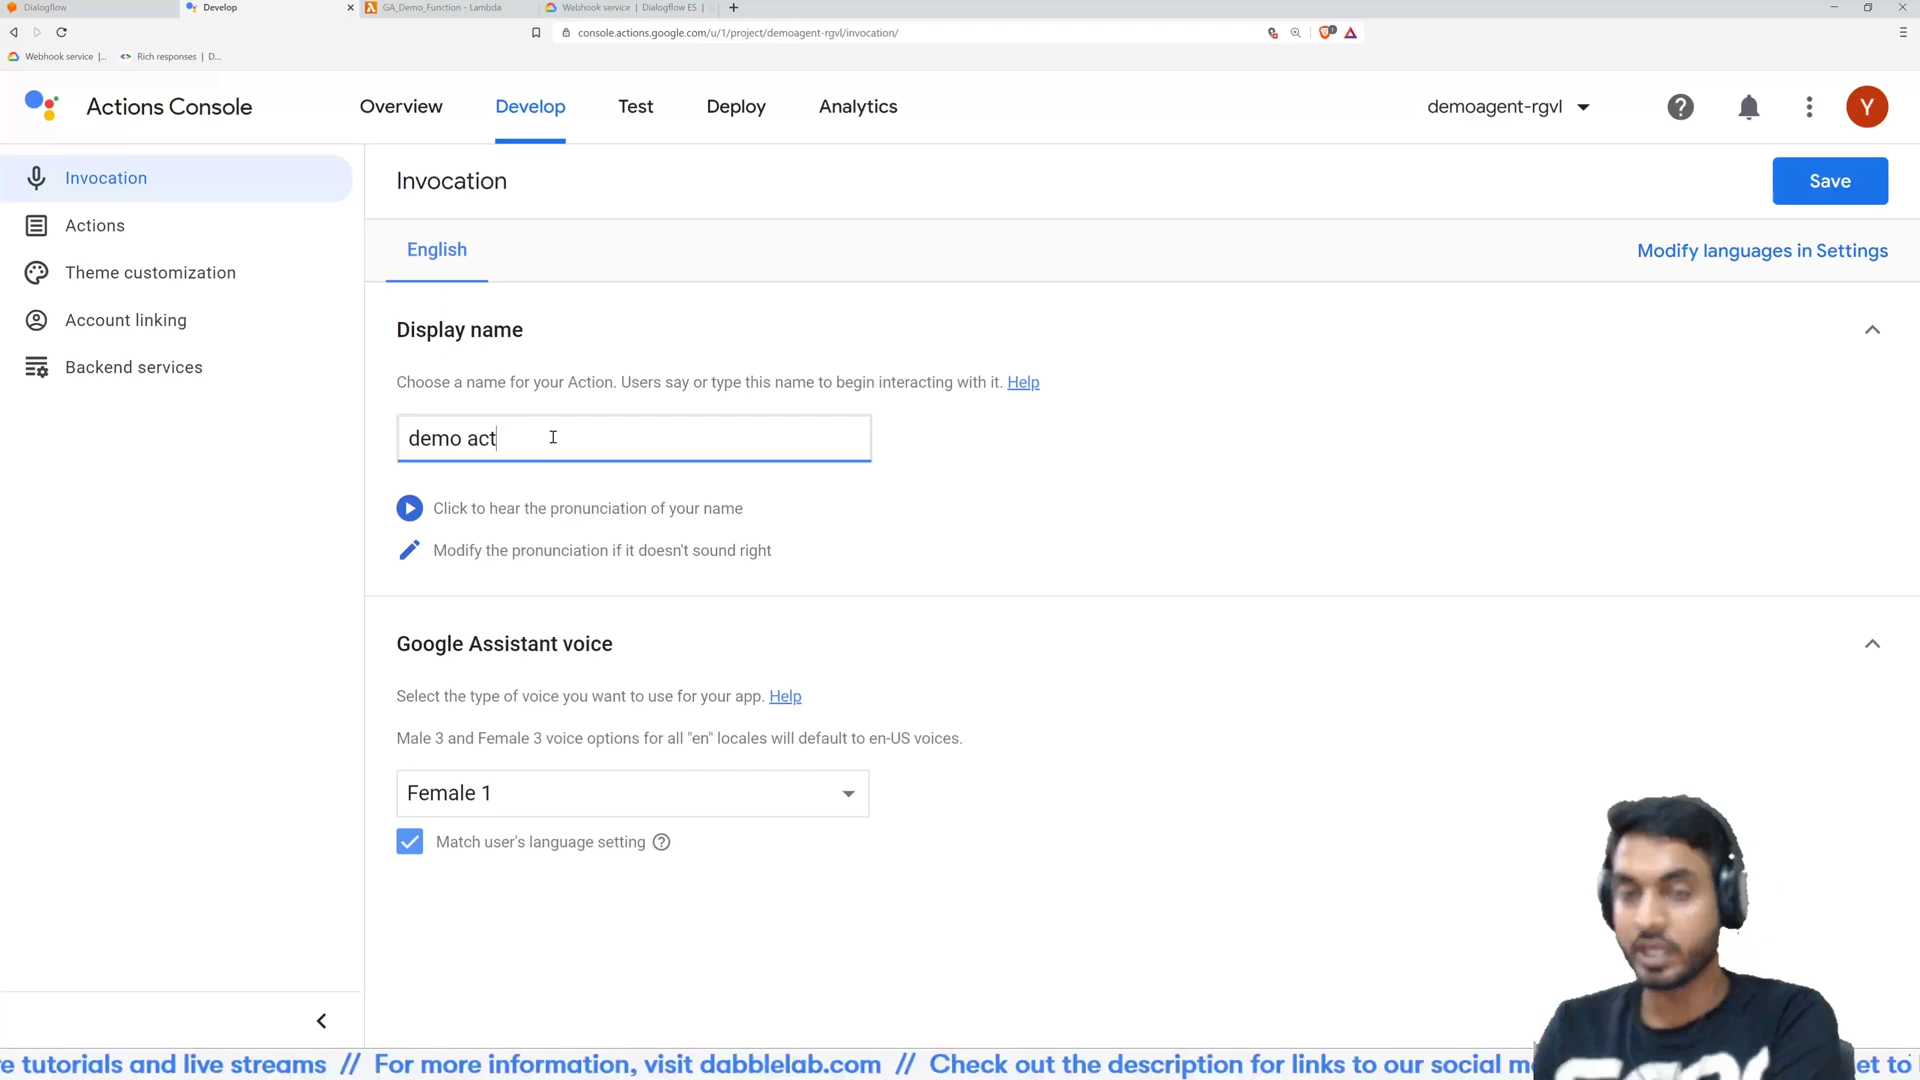 Dialogflow
Develop
GA_Demo_Function - Lambda
Webhook service | Dialogflow ES |
console.actions.google.com/u/1/project/demoagent-rgvl/invocation/
Webhook service |...
Rich responses | D...
Actions Console
Overview
Develop
Test
Deploy
Analytics
demoagent-rgvl
Y
Invocation
Actions
Theme customization
Account linking
Backend services
Invocation
Save
English
Modify languages in Settings
Display name
Choose a name for your Action. Users say or type this name to begin interacting with it. Help
demo act
Click to hear the pronunciation of your name
Modify the pronunciation if it doesn't sound right
Google Assistant voice
Select the type of voice you want to use for your app. Help
Male 3 and Female 3 voice options for all "en" locales will default to en-US voices.
Female 1
Match user's language setting
e tutorials and live streams // For more information, visit dabblelab.com // Check out the description for links to our social m et to